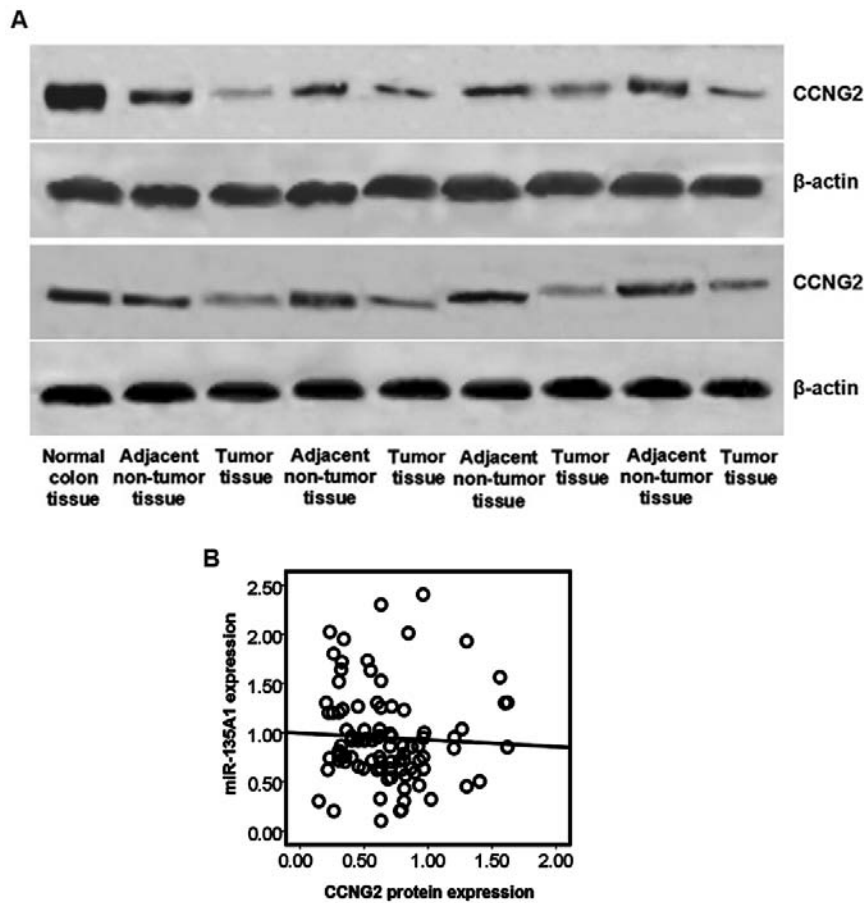 A
CCNG2
β-actin
CCNG2
β-actin
Normal colon tissue
Adjacent non-tumor tissue
Tumor tissue
Adjacent non-tumor tissue
Tumor tissue
Adjacent non-tumor tissue
Tumor tissue
Adjacent non-tumor tissue
Tumor tissue
B
miR-135A1 expression
2.50
2.00
1.50
1.00
0.50
0.00
0.00 0.50 1.00 1.50 2.00
CCNG2 protein expression